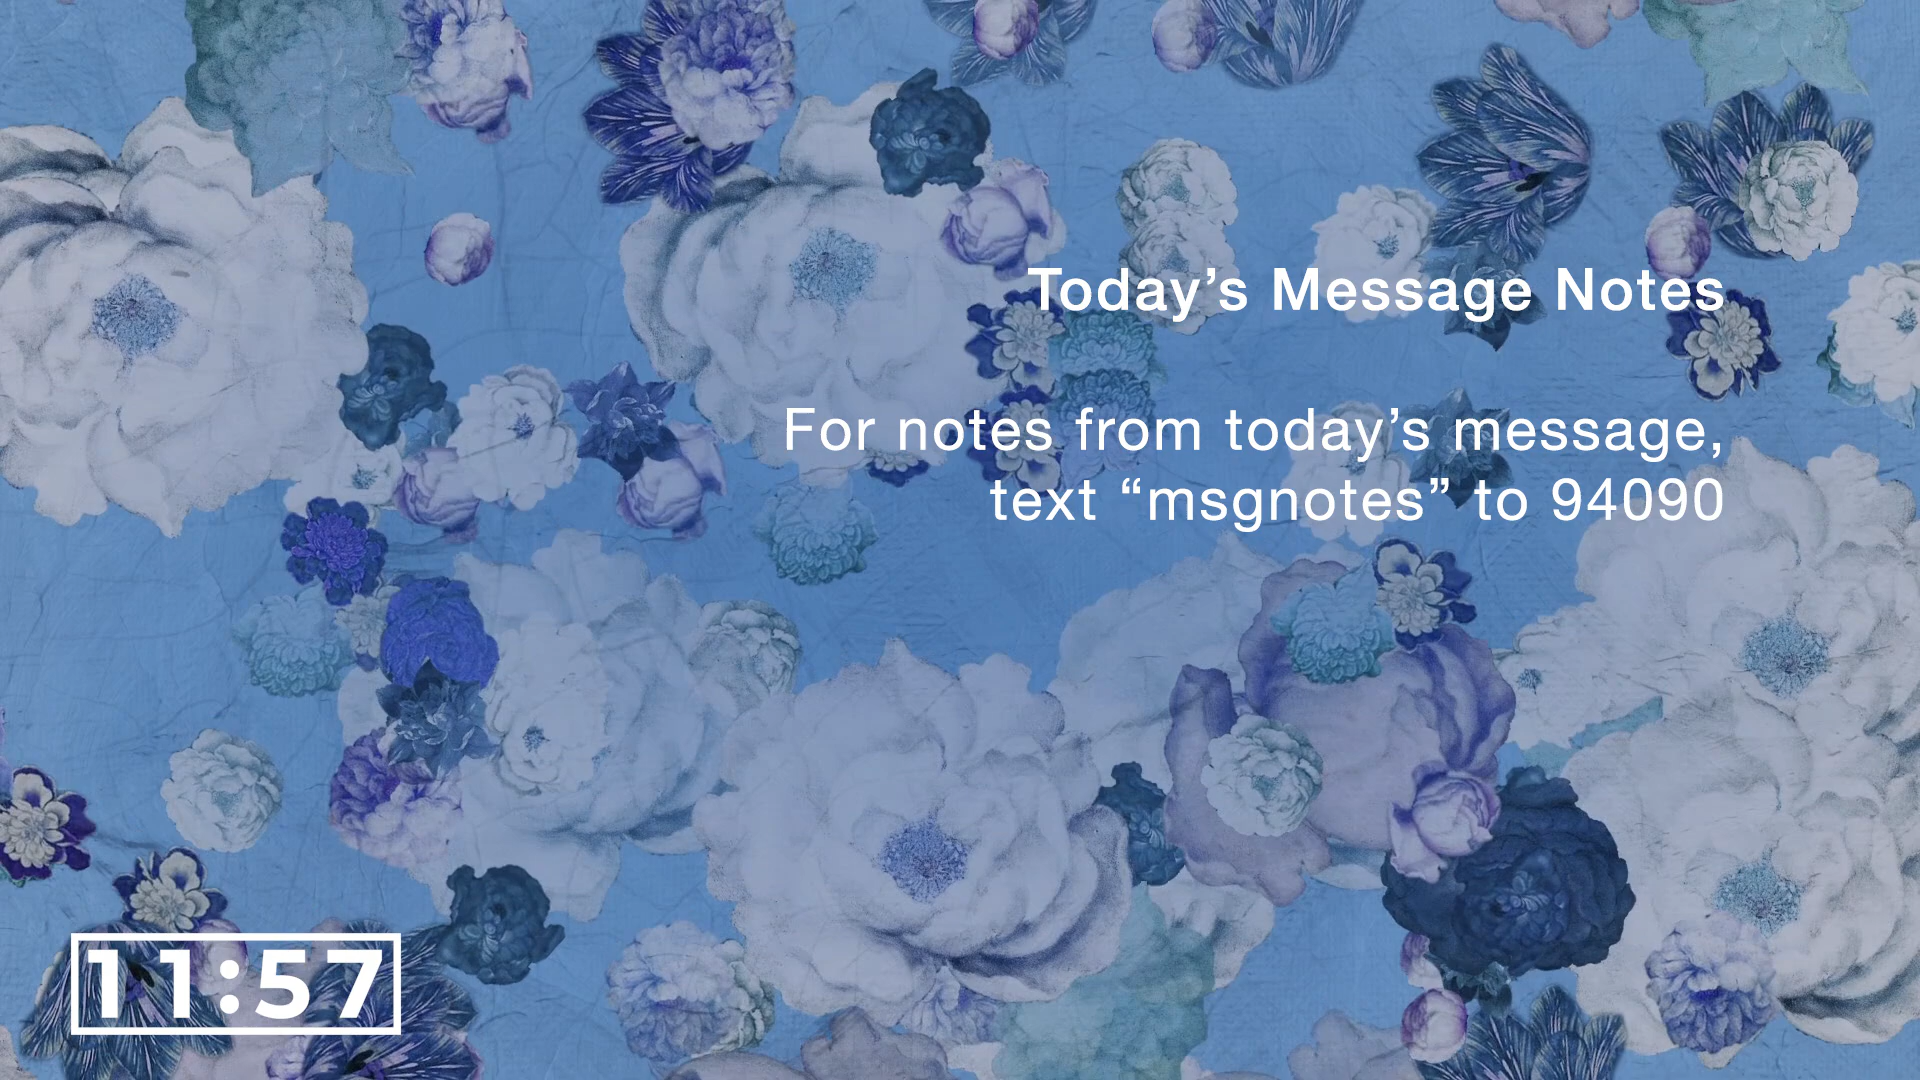 Today’s Message Notes
For notes from today’s message,
text “msgnotes” to 94090
11:57